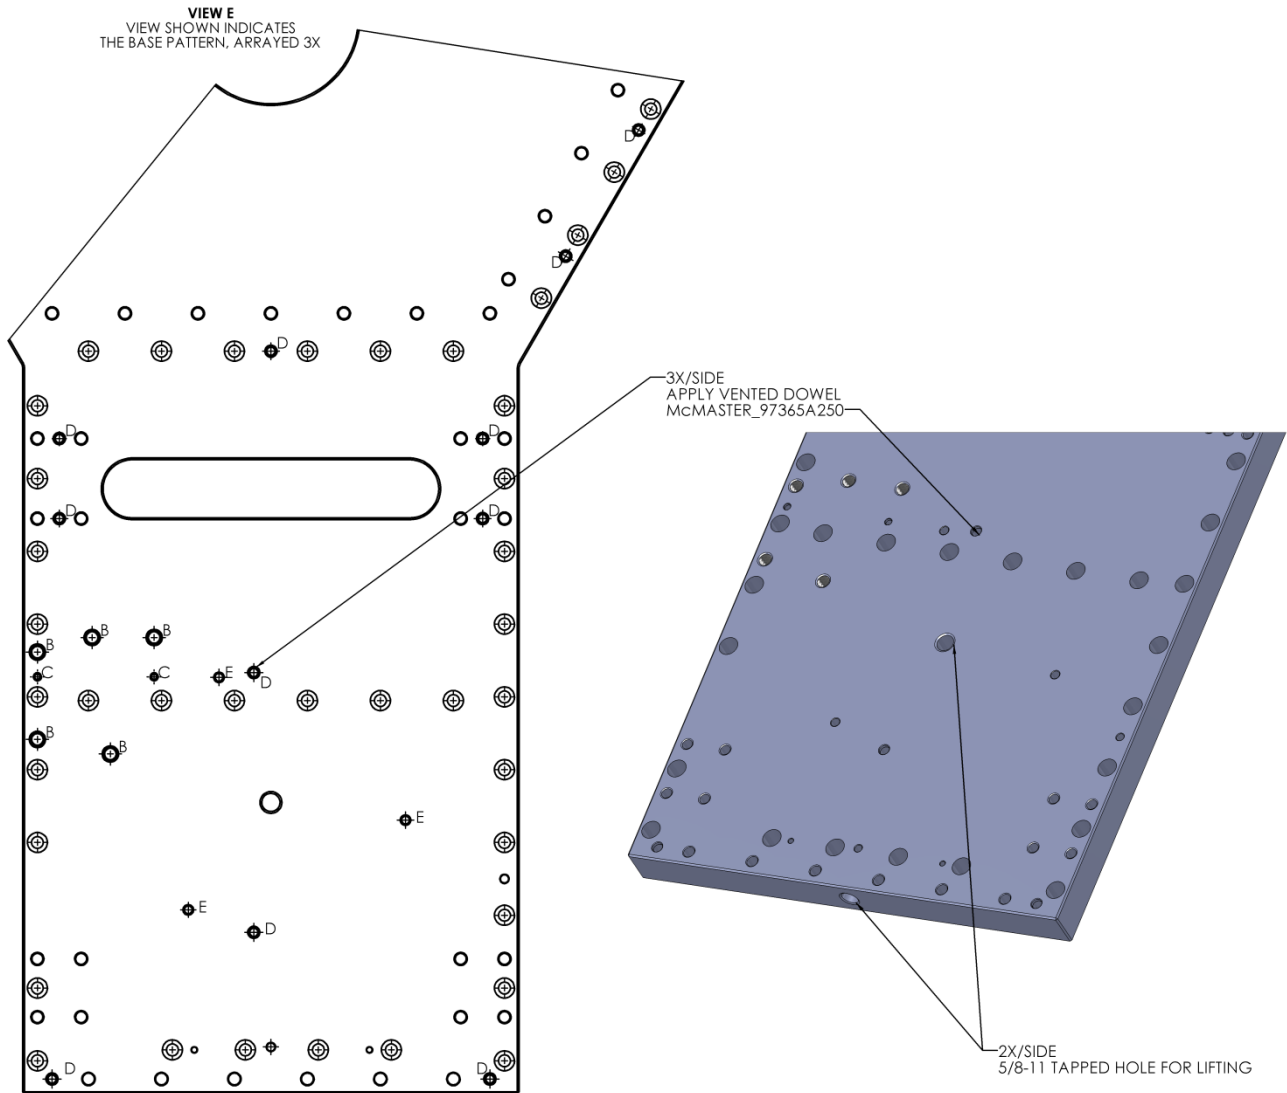 VIEW E
VIEW SHOWN INDICATES
THE BASE PATTERN, ARRAYED 3X
D
D
D
D D
D D
3X/SIDE
APPLY VENTED DOWEL
McMASTER_97365A250
B B
B
C C E D
B
B
E
E
D
D D
2X/SIDE
5/8-11 TAPPED HOLE FOR LIFTING